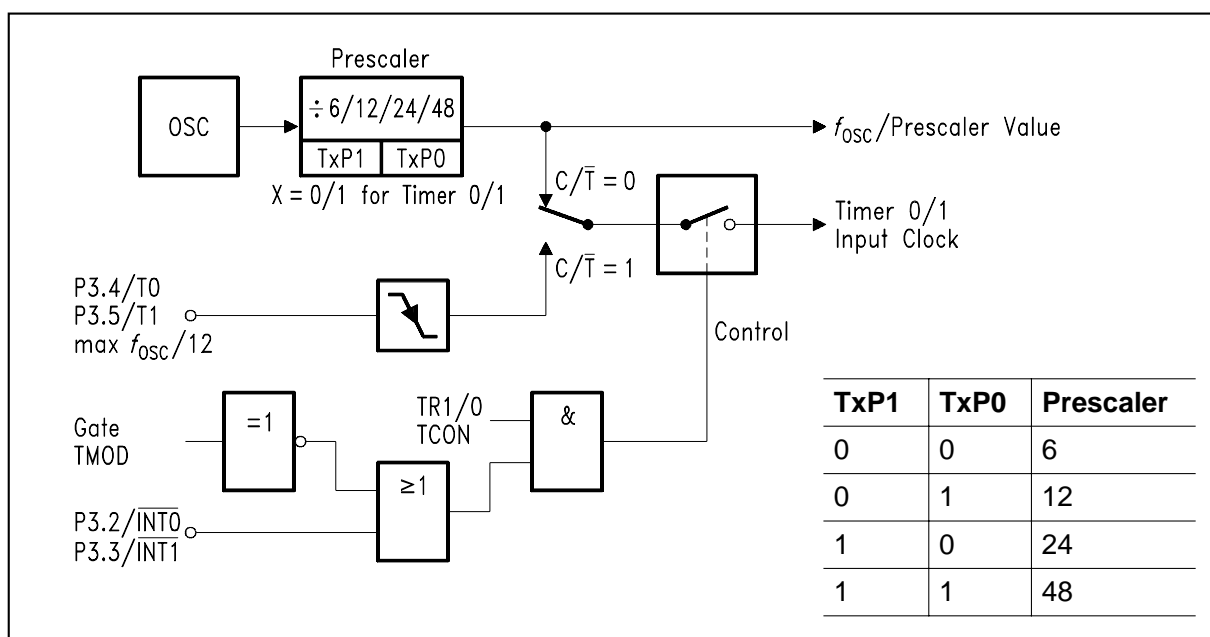 Prescaler
OSC
÷ 6/12/24/48
TxP1 TxP0
X = 0/1 for Timer 0/1
f_OSC/Prescaler Value
C/T̅ = 0
Timer 0/1
Input Clock
C/T̅ = 1
P3.4/T0
P3.5/T1
max f_OSC/12
Control
Gate
TMOD
=1
TR1/0
TCON
&
≥1
P3.2/I̅N̅T̅0̅
P3.3/I̅N̅T̅1̅
TxP1 TxP0 Prescaler
0 0 6
0 1 12
1 0 24
1 1 48